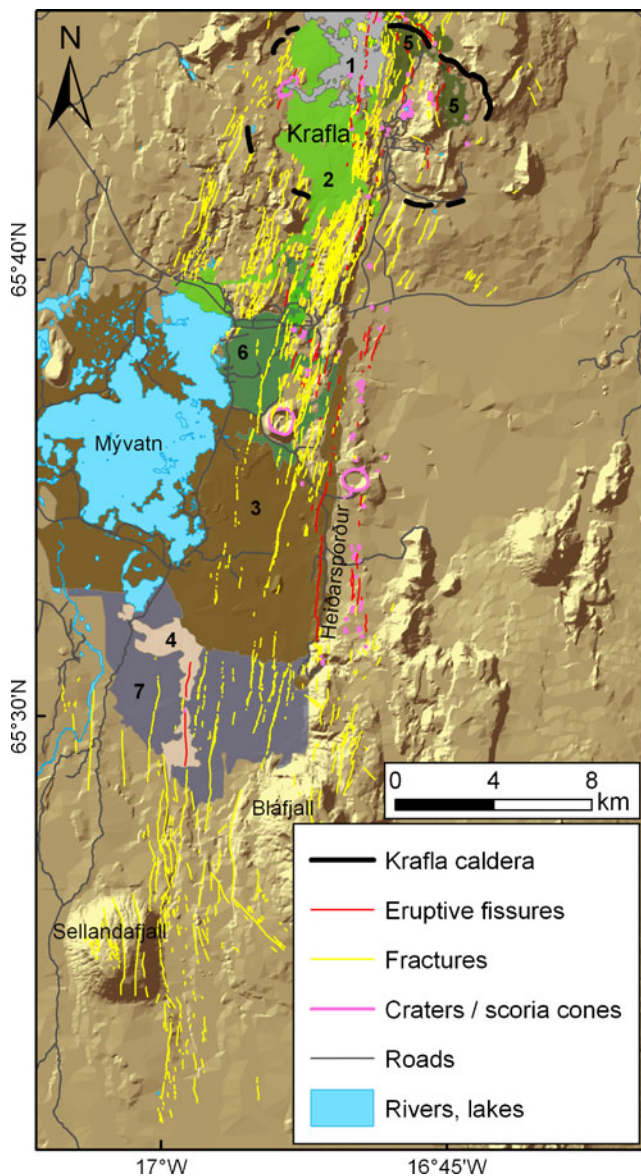 N
1
5
5
Krafla
2
65°40'N
6
Mývatn
3
Heiðarsporður
4
7
65°30'N
0 4 8
km
Bláfjall
Sellandafjall
Krafla caldera
Eruptive fissures
Fractures
Craters / scoria cones
Roads
Rivers, lakes
17°W 16°45'W